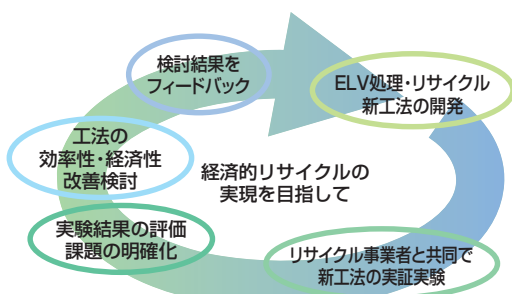 検討結果を
フィードバック
ELV処理・リサイクル
新工法の開発
工法の
効率性・経済性
改善検討
経済的リサイクルの
実現を目指して
実験結果の評価
課題の明確化
リサイクル事業者と共同で
新工法の実証実験